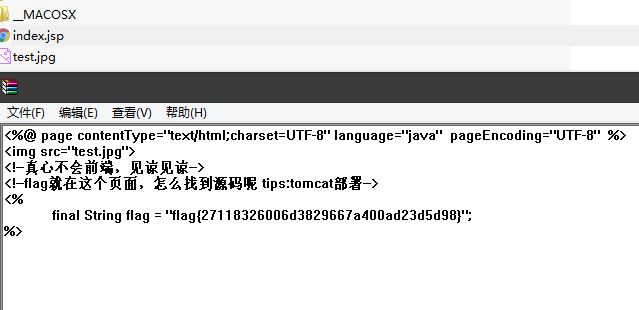 __MACOSX
index.jsp
test.jpg
文件(F) 编辑(E) 查看(V) 帮助(H)
<%@ page contentType="text/html;charset=UTF-8" language="java"  pageEncoding="UTF-8"  %>
<img src="test.jpg">
<!--真心不会前端，见谅见谅-->
<!--flag就在这个页面，怎么找到源码呢 tips:tomcat部署-->
<%
final String flag = "flag{27118326006d3829667a400ad23d5d98}";
%>